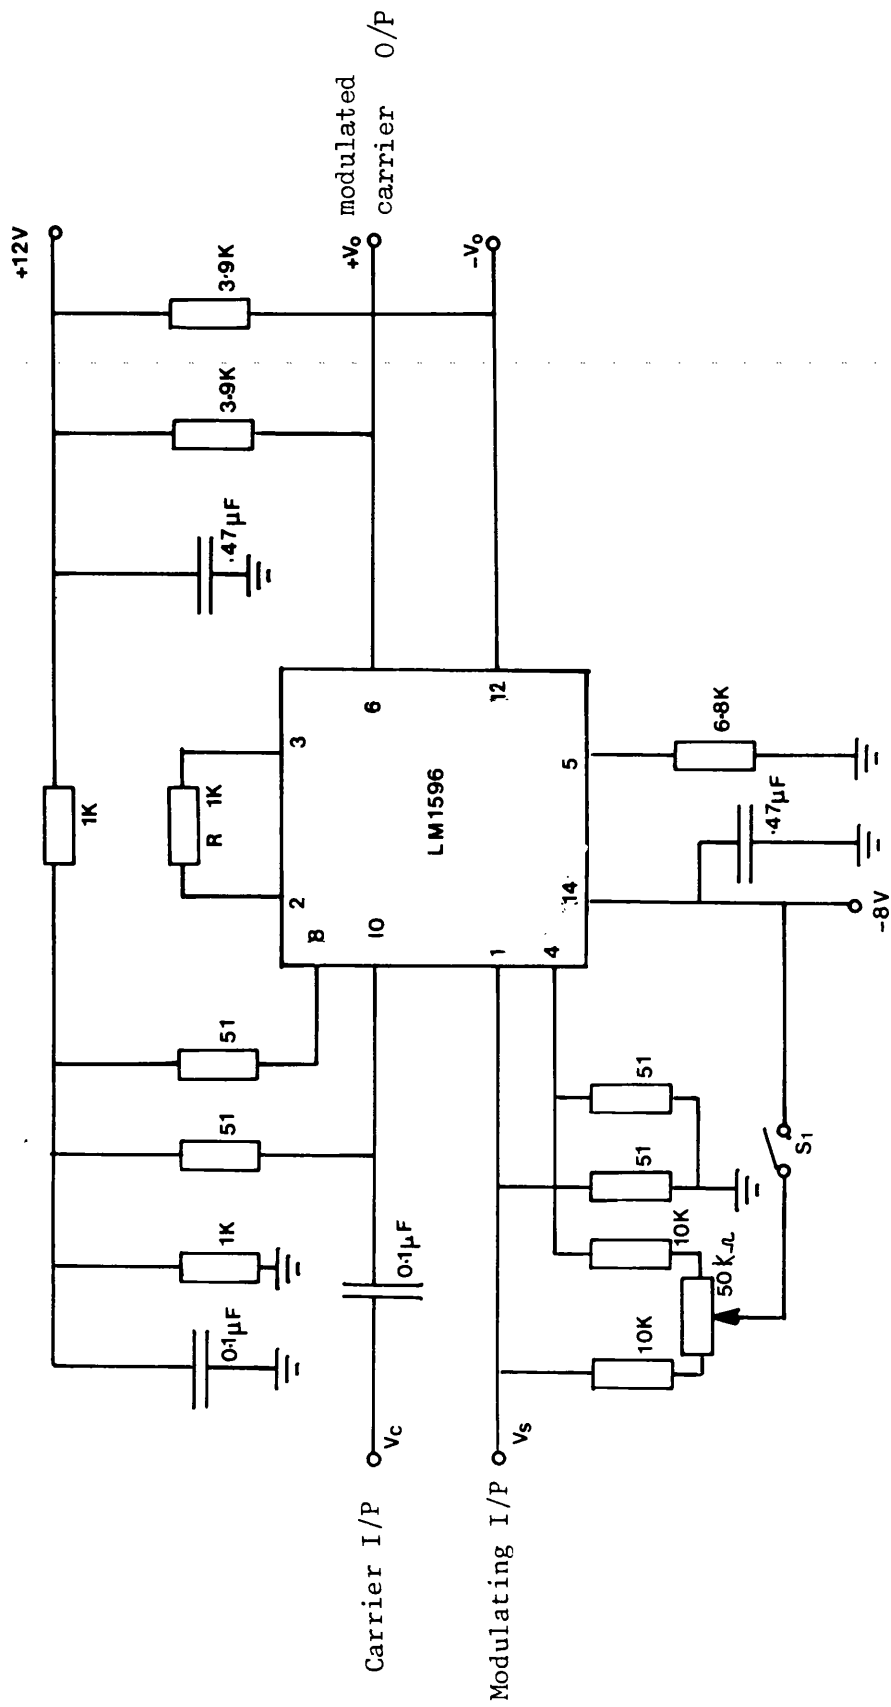 +12V
modulated
carrier O/P
+Vo
-Vo
3·9K
3·9K
·47µF
1K
R 1K
2
3
8
10
6
LM1596
1
4
14
5
12
51
51
1K
0·1µF
0·1µF
Carrier I/P
Vc
Modulating I/P
Vs
51
51
10K
10K
50KΩ
S1
6·8K
·47µF
-8V